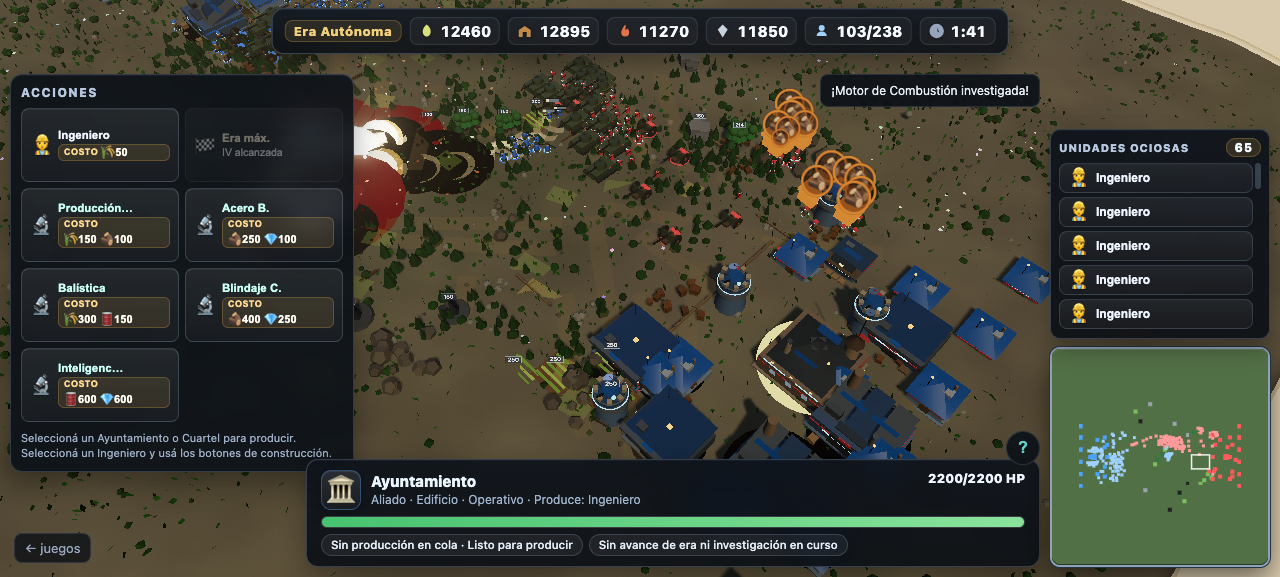 Era Autónoma
12460
12895
11270
11850
103/238
1:41
¡Motor de Combustión investigada!
ACCIONES
Ingeniero
COSTO 50
Era máx.
IV alcanzada
Producción...
COSTO
150 100
Acero B.
COSTO
250 100
Balística
COSTO
300 150
Blindaje C.
COSTO
400 250
Inteligenc...
COSTO
600 600
Seleccioná un Ayuntamiento o Cuartel para producir.
Seleccioná un Ingeniero y usá los botones de construcción.
UNIDADES OCIOSAS 65
Ingeniero
Ingeniero
Ingeniero
Ingeniero
Ingeniero
?
Ayuntamiento
2200/2200 HP
Aliado · Edificio · Operativo · Produce: Ingeniero
Sin producción en cola · Listo para producir
Sin avance de era ni investigación en curso
← juegos